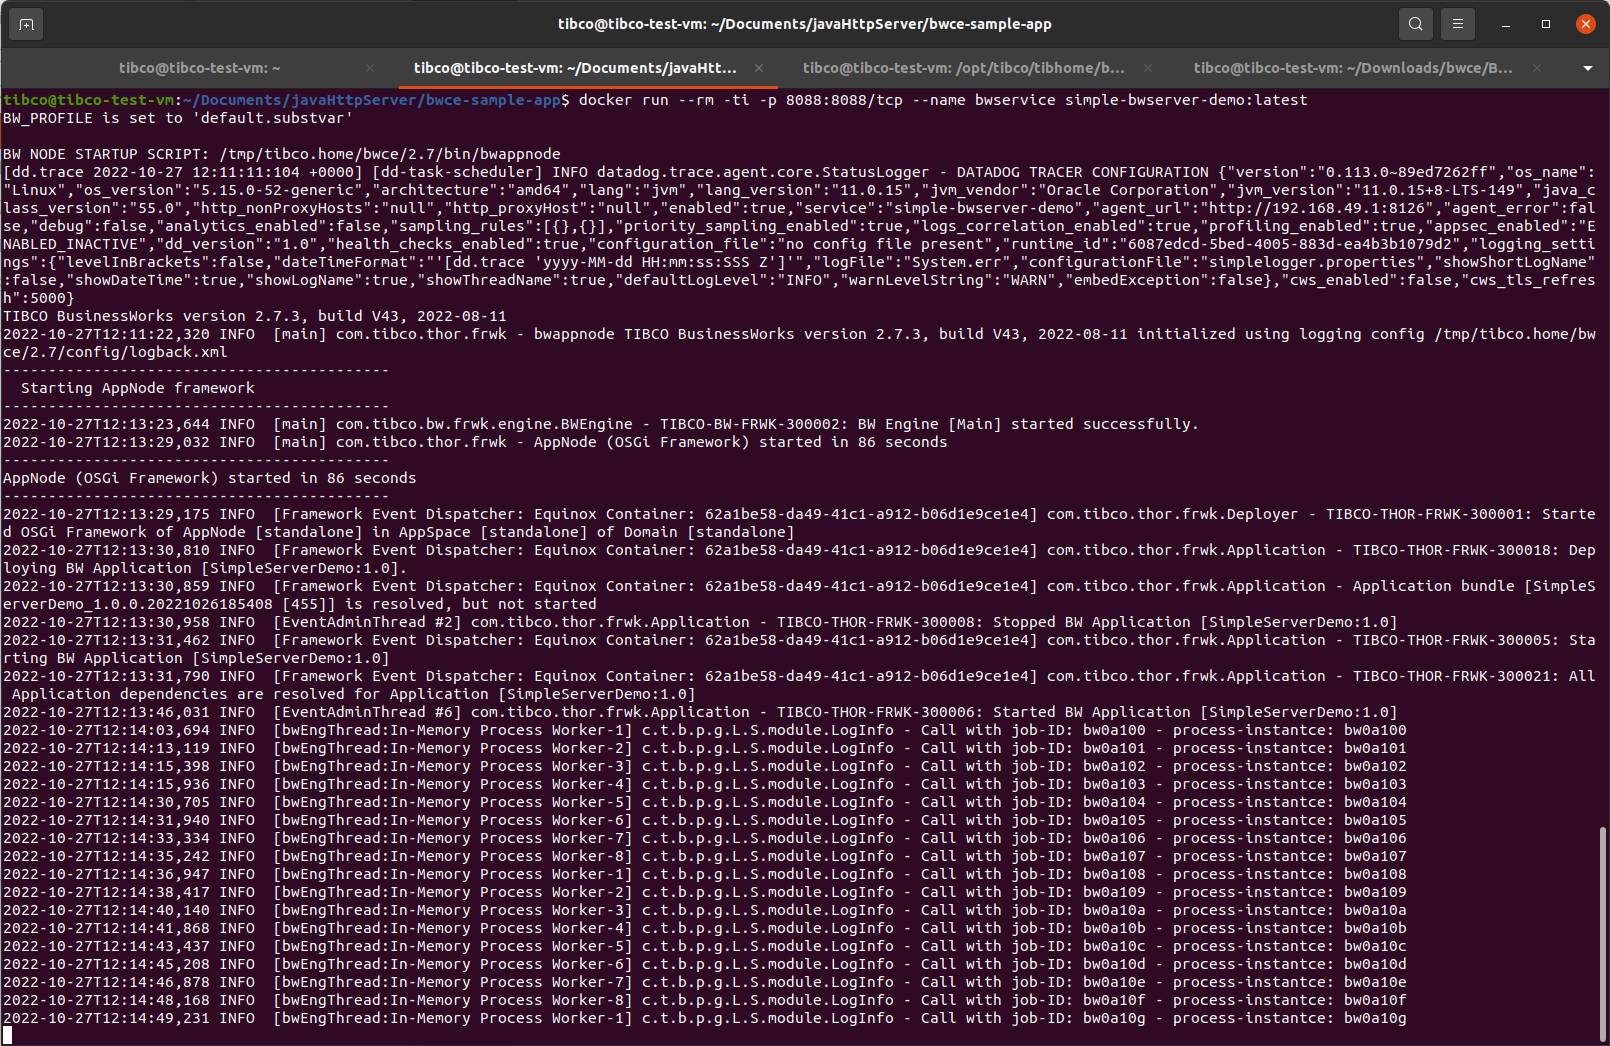 tibco@tibco-test-vm: ~/Documents/javaHttpServer/bwce-sample-app
tibco@tibco-test-vm: ~
tibco@tibco-test-vm: ~/Documents/javaHtt...
tibco@tibco-test-vm: /opt/tibco/tibhome/b...
tibco@tibco-test-vm: ~/Downloads/bwce/B...
tibco@tibco-test-vm:~/Documents/javaHttpServer/bwce-sample-app$ docker run --rm -ti -p 8088:8088/tcp --name bwservice simple-bwserver-demo:latest
BW_PROFILE is set to 'default.substvar'
BW NODE STARTUP SCRIPT: /tmp/tibco.home/bwce/2.7/bin/bwappnode
[dd.trace 2022-10-27 12:11:11:104 +0000] [dd-task-scheduler] INFO datadog.trace.agent.core.StatusLogger - DATADOG TRACER CONFIGURATION {"version":"0.113.0~89ed7262ff","os_name":
"Linux","os_version":"5.15.0-52-generic","architecture":"amd64","lang":"jvm","lang_version":"11.0.15","jvm_vendor":"Oracle Corporation","jvm_version":"11.0.15+8-LTS-149","java_c
lass_version":"55.0","http_nonProxyHosts":"null","http_proxyHost":"null","enabled":true,"service":"simple-bwserver-demo","agent_url":"http://192.168.49.1:8126","agent_error":fal
se,"debug":false,"analytics_enabled":false,"sampling_rules":[{},{}],"priority_sampling_enabled":true,"logs_correlation_enabled":true,"profiling_enabled":true,"appsec_enabled":"E
NABLED_INACTIVE","dd_version":"1.0","health_checks_enabled":true,"configuration_file":"no config file present","runtime_id":"6087edcd-5bed-4005-883d-ea4b3b1079d2","logging_setti
ngs":{"levelInBrackets":false,"dateTimeFormat":"'[dd.trace 'yyyy-MM-dd HH:mm:ss:SSS Z']'","logFile":"System.err","configurationFile":"simplelogger.properties","showShortLogName"
:false,"showDateTime":true,"showLogName":true,"showThreadName":true,"defaultLogLevel":"INFO","warnLevelString":"WARN","embedException":false},"cws_enabled":false,"cws_tls_refres
h":5000}
TIBCO BusinessWorks version 2.7.3, build V43, 2022-08-11
2022-10-27T12:11:22,320 INFO  [main] com.tibco.thor.frwk - bwappnode TIBCO BusinessWorks version 2.7.3, build V43, 2022-08-11 initialized using logging config /tmp/tibco.home/bw
ce/2.7/config/logback.xml
-------------------------------------------
  Starting AppNode framework
-------------------------------------------
2022-10-27T12:13:23,644 INFO  [main] com.tibco.bw.frwk.engine.BWEngine - TIBCO-BW-FRWK-300002: BW Engine [Main] started successfully.
2022-10-27T12:13:29,032 INFO  [main] com.tibco.thor.frwk - AppNode (OSGi Framework) started in 86 seconds
-------------------------------------------
AppNode (OSGi Framework) started in 86 seconds
-------------------------------------------
2022-10-27T12:13:29,175 INFO  [Framework Event Dispatcher: Equinox Container: 62a1be58-da49-41c1-a912-b06d1e9ce1e4] com.tibco.thor.frwk.Deployer - TIBCO-THOR-FRWK-300001: Starte
d OSGi Framework of AppNode [standalone] in AppSpace [standalone] of Domain [standalone]
2022-10-27T12:13:30,810 INFO  [Framework Event Dispatcher: Equinox Container: 62a1be58-da49-41c1-a912-b06d1e9ce1e4] com.tibco.thor.frwk.Application - TIBCO-THOR-FRWK-300018: Dep
loying BW Application [SimpleServerDemo:1.0].
2022-10-27T12:13:30,859 INFO  [Framework Event Dispatcher: Equinox Container: 62a1be58-da49-41c1-a912-b06d1e9ce1e4] com.tibco.thor.frwk.Application - Application bundle [SimpleS
erverDemo_1.0.0.20221026185408 [455]] is resolved, but not started
2022-10-27T12:13:30,958 INFO  [EventAdminThread #2] com.tibco.thor.frwk.Application - TIBCO-THOR-FRWK-300008: Stopped BW Application [SimpleServerDemo:1.0]
2022-10-27T12:13:31,462 INFO  [Framework Event Dispatcher: Equinox Container: 62a1be58-da49-41c1-a912-b06d1e9ce1e4] com.tibco.thor.frwk.Application - TIBCO-THOR-FRWK-300005: Sta
rting BW Application [SimpleServerDemo:1.0]
2022-10-27T12:13:31,790 INFO  [Framework Event Dispatcher: Equinox Container: 62a1be58-da49-41c1-a912-b06d1e9ce1e4] com.tibco.thor.frwk.Application - TIBCO-THOR-FRWK-300021: All
 Application dependencies are resolved for Application [SimpleServerDemo:1.0]
2022-10-27T12:13:46,031 INFO  [EventAdminThread #6] com.tibco.thor.frwk.Application - TIBCO-THOR-FRWK-300006: Started BW Application [SimpleServerDemo:1.0]
2022-10-27T12:14:03,694 INFO  [bwEngThread:In-Memory Process Worker-1] c.t.b.p.g.L.S.module.LogInfo - Call with job-ID: bw0a100 - process-instantce: bw0a100
2022-10-27T12:14:13,119 INFO  [bwEngThread:In-Memory Process Worker-2] c.t.b.p.g.L.S.module.LogInfo - Call with job-ID: bw0a101 - process-instantce: bw0a101
2022-10-27T12:14:15,398 INFO  [bwEngThread:In-Memory Process Worker-3] c.t.b.p.g.L.S.module.LogInfo - Call with job-ID: bw0a102 - process-instantce: bw0a102
2022-10-27T12:14:15,936 INFO  [bwEngThread:In-Memory Process Worker-4] c.t.b.p.g.L.S.module.LogInfo - Call with job-ID: bw0a103 - process-instantce: bw0a103
2022-10-27T12:14:30,705 INFO  [bwEngThread:In-Memory Process Worker-5] c.t.b.p.g.L.S.module.LogInfo - Call with job-ID: bw0a104 - process-instantce: bw0a104
2022-10-27T12:14:31,940 INFO  [bwEngThread:In-Memory Process Worker-6] c.t.b.p.g.L.S.module.LogInfo - Call with job-ID: bw0a105 - process-instantce: bw0a105
2022-10-27T12:14:33,334 INFO  [bwEngThread:In-Memory Process Worker-7] c.t.b.p.g.L.S.module.LogInfo - Call with job-ID: bw0a106 - process-instantce: bw0a106
2022-10-27T12:14:35,242 INFO  [bwEngThread:In-Memory Process Worker-8] c.t.b.p.g.L.S.module.LogInfo - Call with job-ID: bw0a107 - process-instantce: bw0a107
2022-10-27T12:14:36,947 INFO  [bwEngThread:In-Memory Process Worker-1] c.t.b.p.g.L.S.module.LogInfo - Call with job-ID: bw0a108 - process-instantce: bw0a108
2022-10-27T12:14:38,417 INFO  [bwEngThread:In-Memory Process Worker-2] c.t.b.p.g.L.S.module.LogInfo - Call with job-ID: bw0a109 - process-instantce: bw0a109
2022-10-27T12:14:40,140 INFO  [bwEngThread:In-Memory Process Worker-3] c.t.b.p.g.L.S.module.LogInfo - Call with job-ID: bw0a10a - process-instantce: bw0a10a
2022-10-27T12:14:41,868 INFO  [bwEngThread:In-Memory Process Worker-4] c.t.b.p.g.L.S.module.LogInfo - Call with job-ID: bw0a10b - process-instantce: bw0a10b
2022-10-27T12:14:43,437 INFO  [bwEngThread:In-Memory Process Worker-5] c.t.b.p.g.L.S.module.LogInfo - Call with job-ID: bw0a10c - process-instantce: bw0a10c
2022-10-27T12:14:45,208 INFO  [bwEngThread:In-Memory Process Worker-6] c.t.b.p.g.L.S.module.LogInfo - Call with job-ID: bw0a10d - process-instantce: bw0a10d
2022-10-27T12:14:46,878 INFO  [bwEngThread:In-Memory Process Worker-7] c.t.b.p.g.L.S.module.LogInfo - Call with job-ID: bw0a10e - process-instantce: bw0a10e
2022-10-27T12:14:48,168 INFO  [bwEngThread:In-Memory Process Worker-8] c.t.b.p.g.L.S.module.LogInfo - Call with job-ID: bw0a10f - process-instantce: bw0a10f
2022-10-27T12:14:49,231 INFO  [bwEngThread:In-Memory Process Worker-1] c.t.b.p.g.L.S.module.LogInfo - Call with job-ID: bw0a10g - process-instantce: bw0a10g